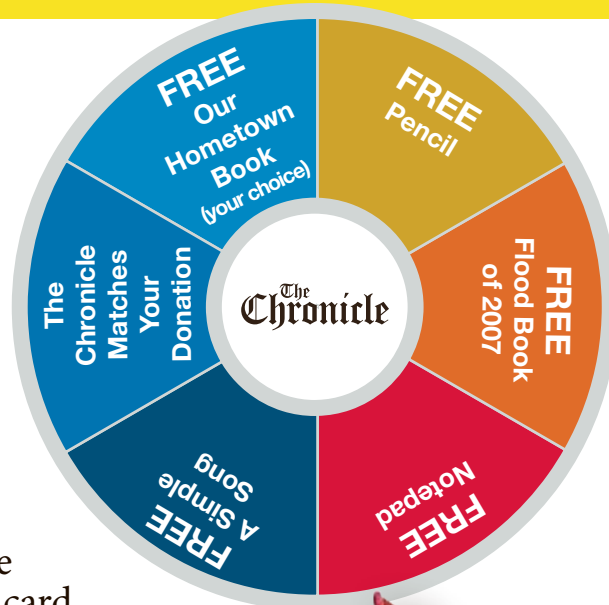 FREE
Our
Hometown
Book
(your choice)
FREE
Pencil
FREE
Flood Book
of 2007
FREE
Notepad
FREE
A Simple
Song
The
Chronicle
Matches
Your
Donation
The
Chronicle
e
card